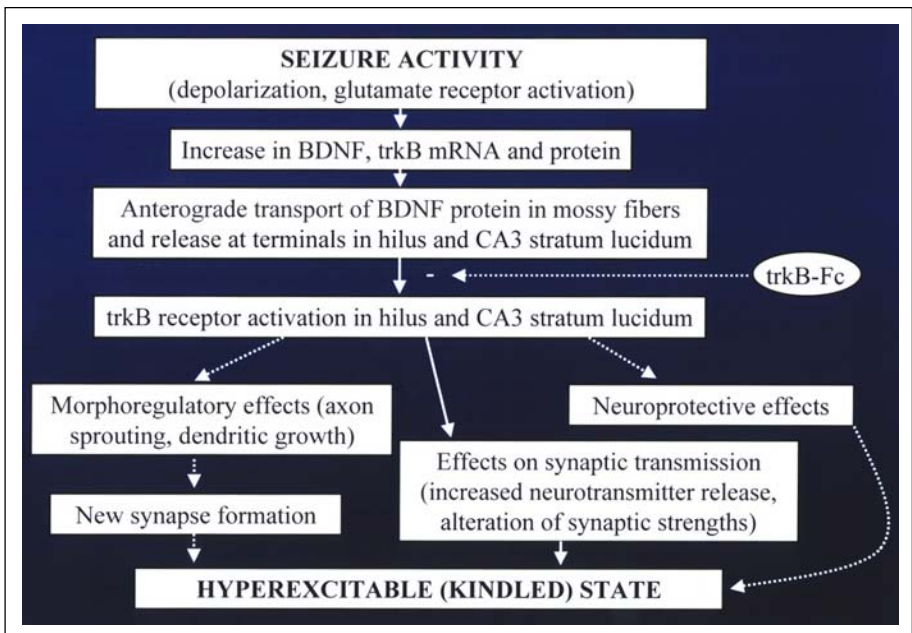 SEIZURE ACTIVITY
(depolarization, glutamate receptor activation)
Increase in BDNF, trkB mRNA and protein
Anterograde transport of BDNF protein in mossy fibers
and release at terminals in hilus and CA3 stratum lucidum
-
trkB-Fc
trkB receptor activation in hilus and CA3 stratum lucidum
Morphoregulatory effects (axon
sprouting, dendritic growth)
Neuroprotective effects
Effects on synaptic transmission
(increased neurotransmitter release,
alteration of synaptic strengths)
New synapse formation
HYPEREXCITABLE (KINDLED) STATE